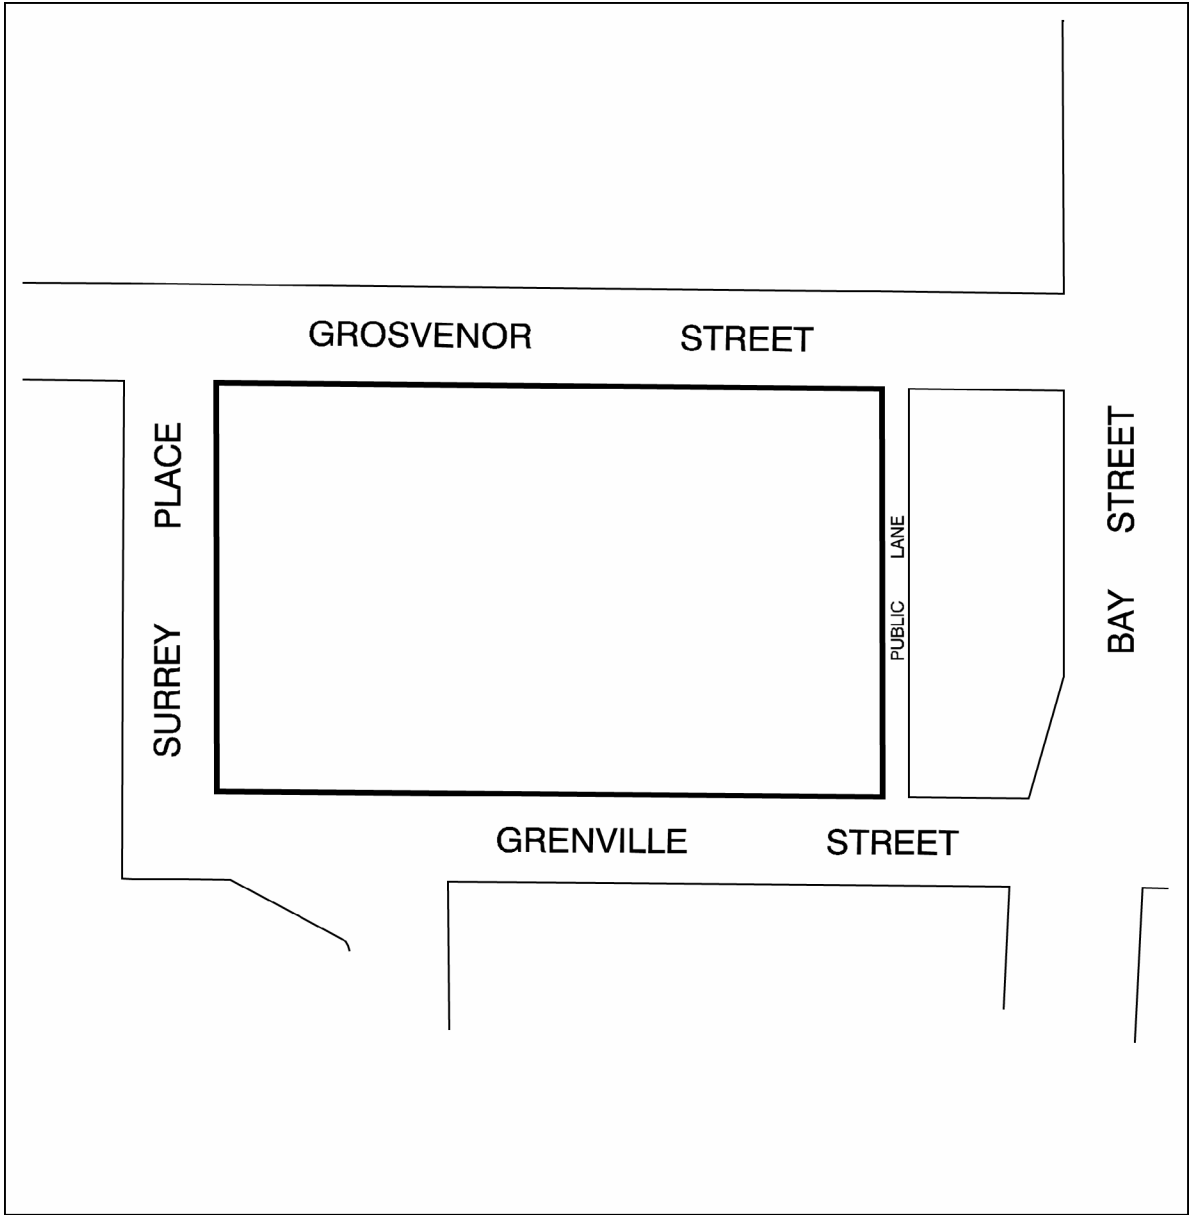 GROSVENOR STREET
SURREY PLACE
PUBLIC LANE
BAY STREET
GRENVILLE STREET